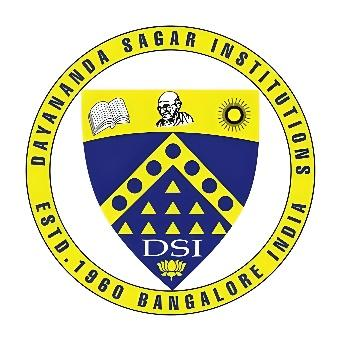 DAYANANDA SAGAR INSTITUTIONS
ESTD. 1960 BANGALORE INDIA
DSI